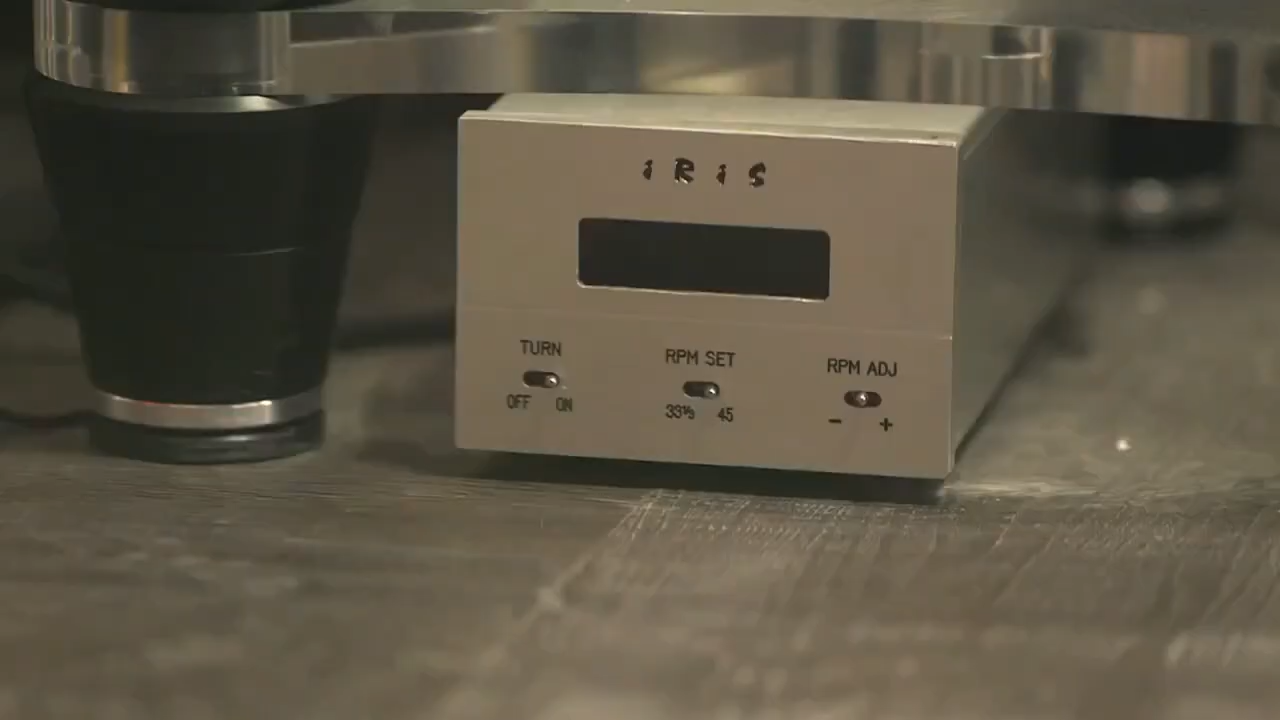 iRiS
TURN
OFF ON
RPM SET
33⅓ 45
RPM ADJ
- +